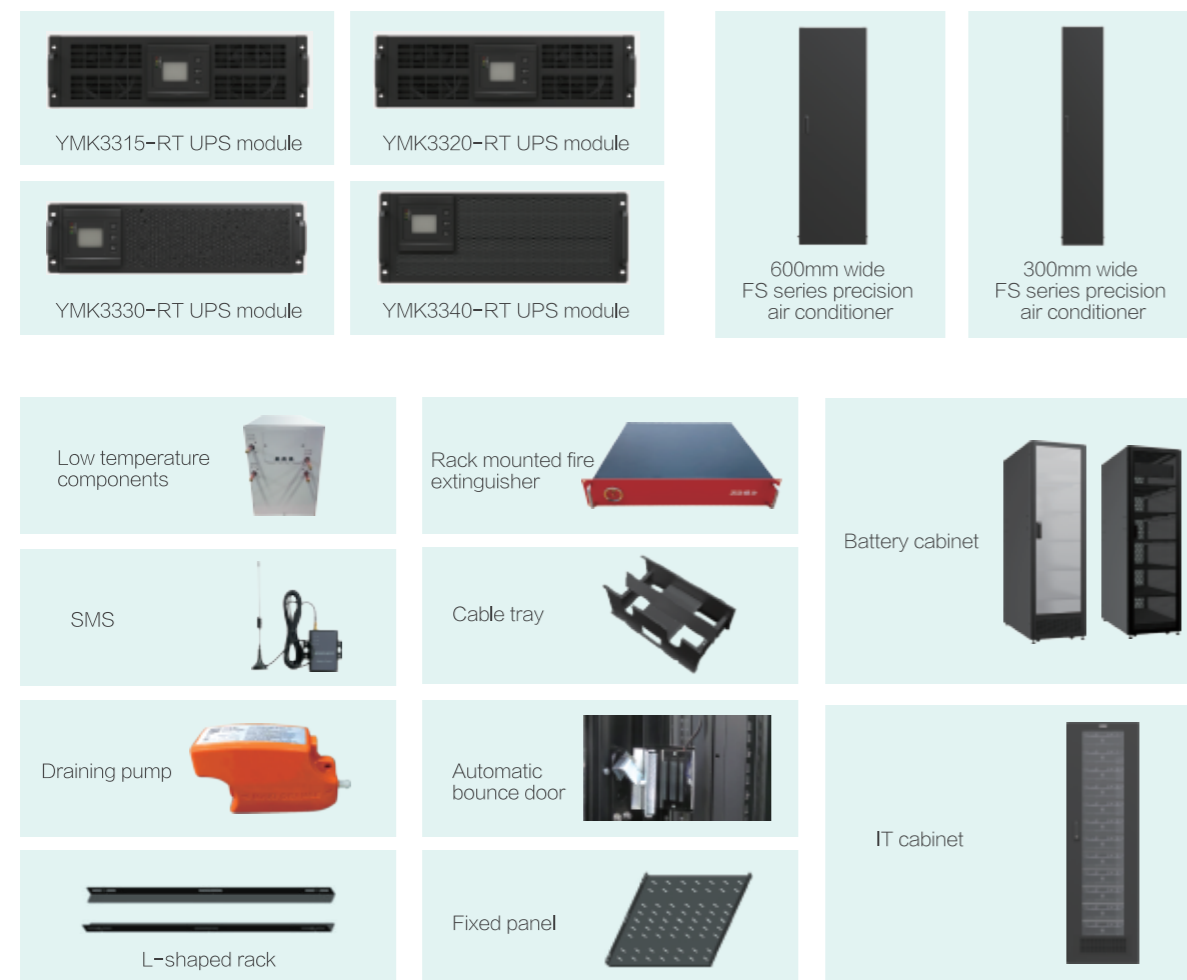 YMK3315-RT UPS module
YMK3320-RT UPS module
YMK3330-RT UPS module
YMK3340-RT UPS module
600mm wide
FS series precision
air conditioner
300mm wide
FS series precision
air conditioner
Low temperature
components
Rack mounted fire
extinguisher
Battery cabinet
SMS
Cable tray
Draining pump
Automatic
bounce door
IT cabinet
L-shaped rack
Fixed panel